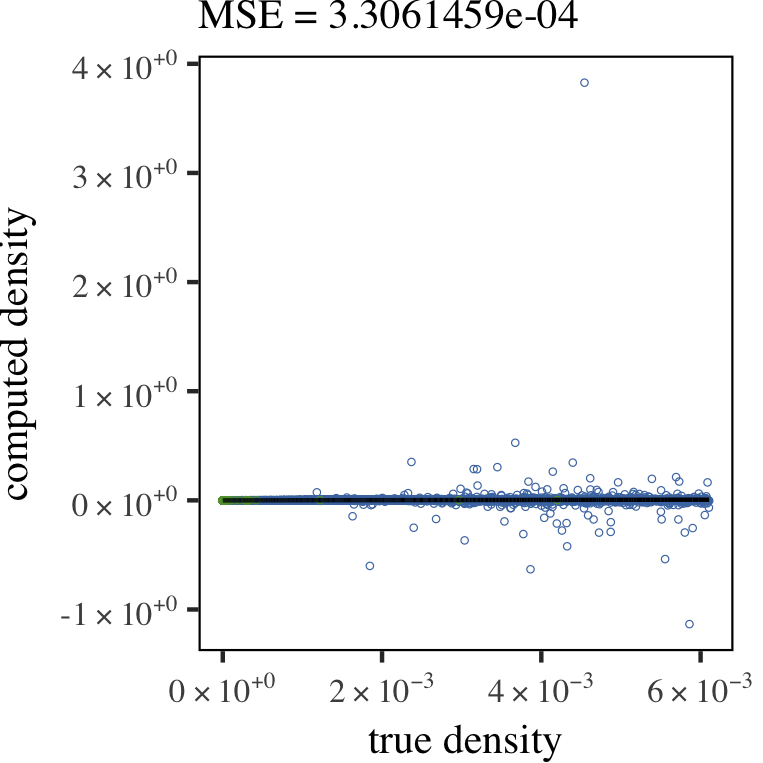 MSE = 3.3061459e-04
computed density
4 × 10⁺⁰
3 × 10⁺⁰
2 × 10⁺⁰
1 × 10⁺⁰
0 × 10⁺⁰
-1 × 10⁺⁰
0 × 10⁺⁰ 2 × 10⁻³ 4 × 10⁻³ 6 × 10⁻³
true density